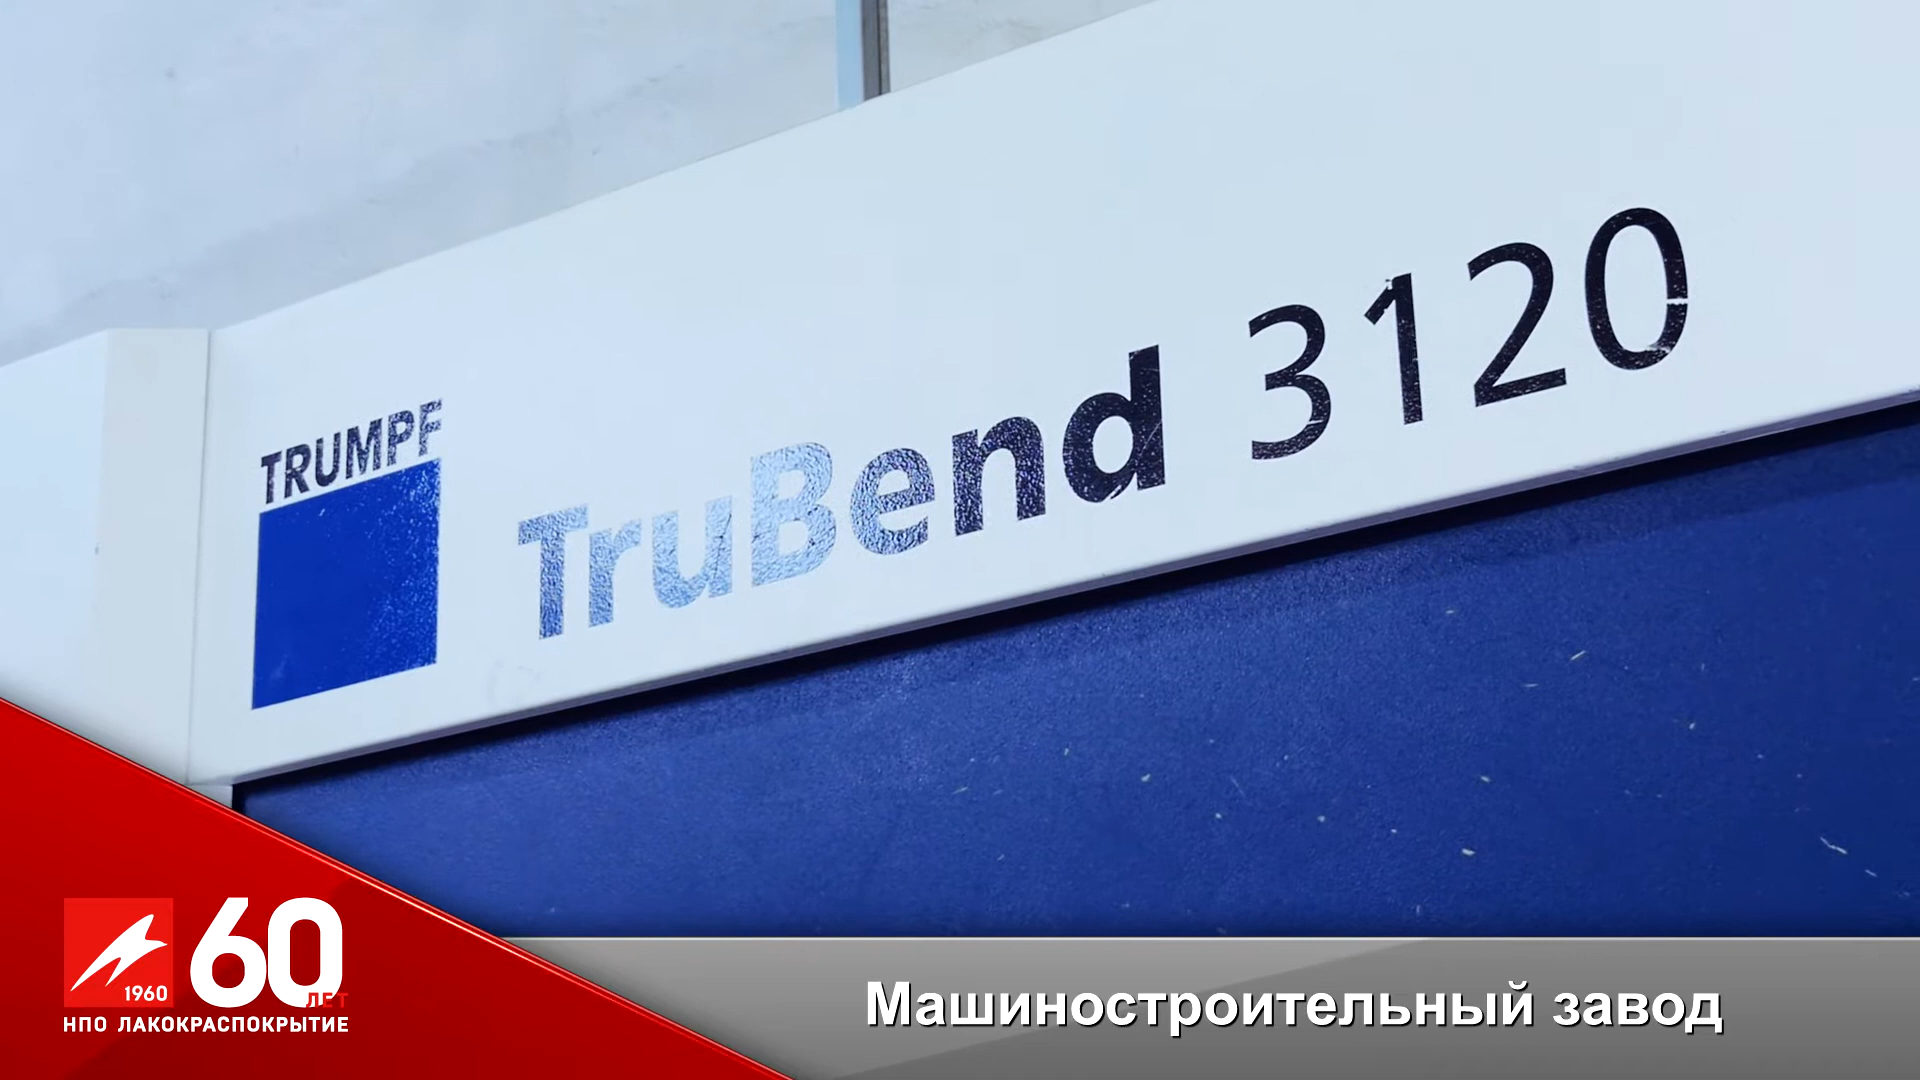 TRUMPF
TruBend 3120
60
ЛЕТ
1960
НПО ЛАКОКРАСПОКРЫТИЕ
Машиностроительный завод